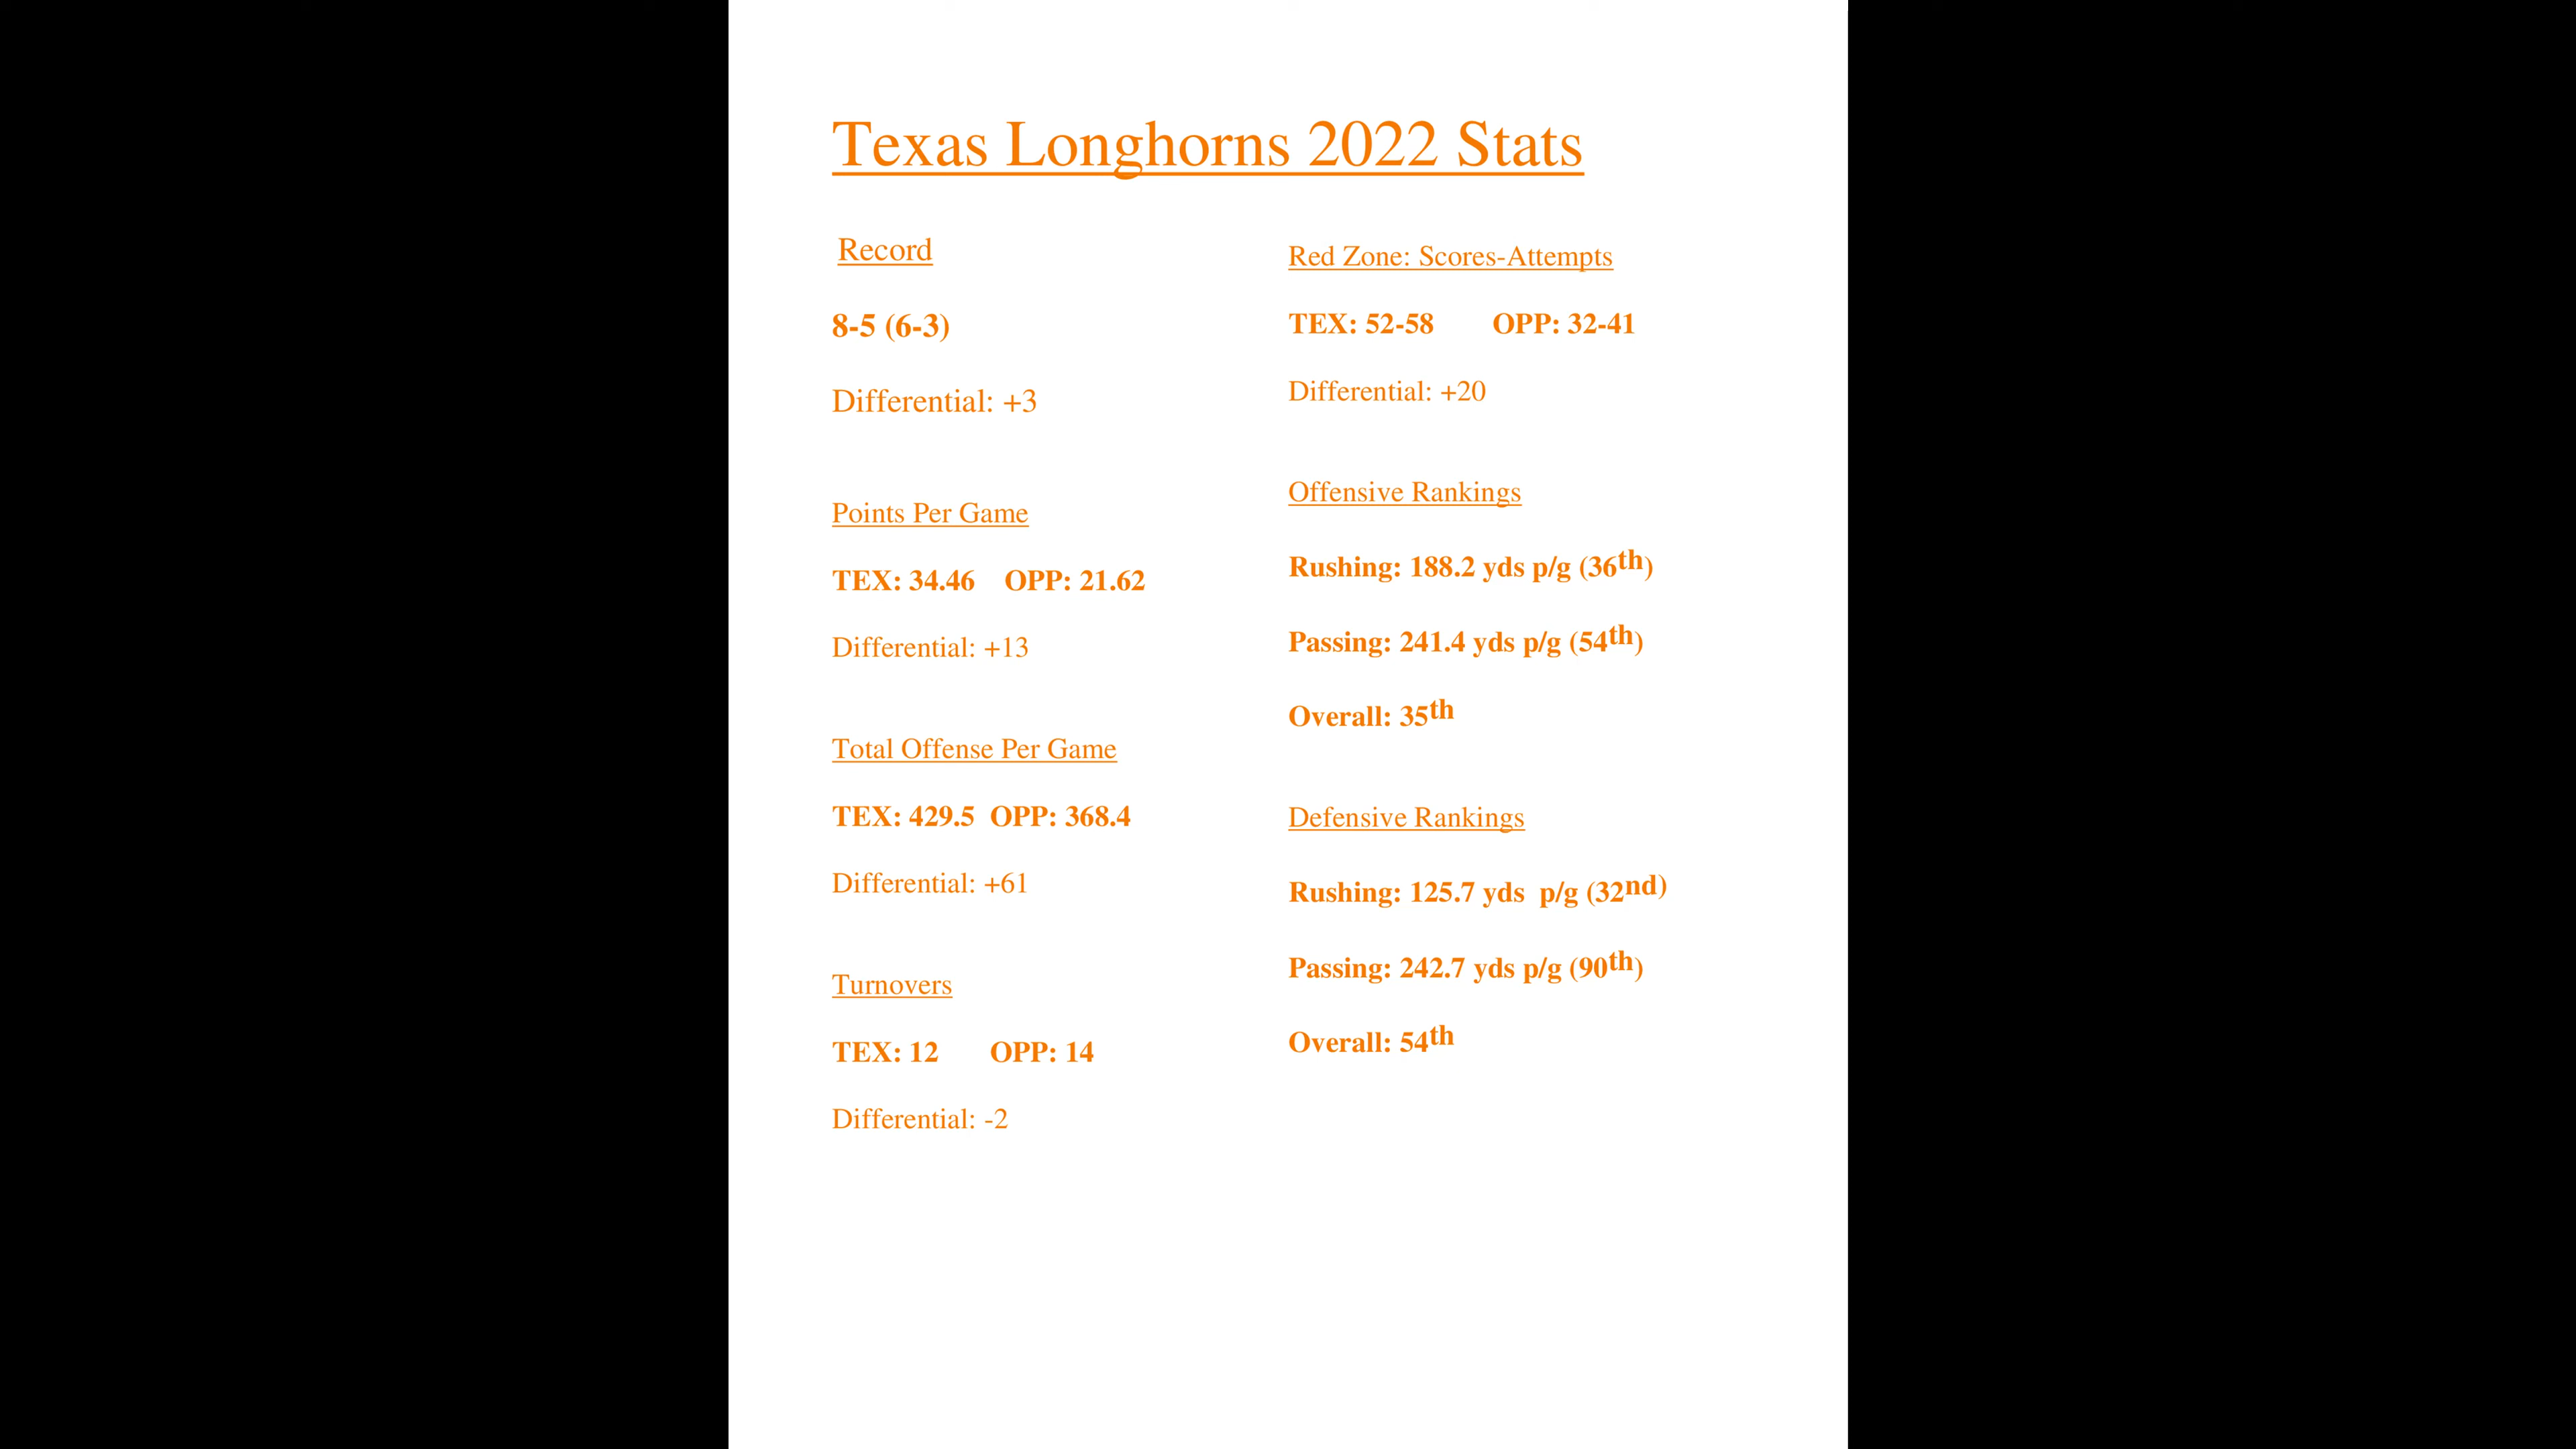 Texas Longhorns 2022 Stats
Record
8-5 (6-3)
Differential: +3
Points Per Game
TEX: 34.46 OPP: 21.62
Differential: +13
Total Offense Per Game
TEX: 429.5 OPP: 368.4
Differential: +61
Turnovers
TEX: 12 OPP: 14
Differential: -2
Red Zone: Scores-Attempts
TEX: 52-58 OPP: 32-41
Differential: +20
Offensive Rankings
Rushing: 188.2 yds p/g (36th)
Passing: 241.4 yds p/g (54th)
Overall: 35th
Defensive Rankings
Rushing: 125.7 yds p/g (32nd)
Passing: 242.7 yds p/g (90th)
Overall: 54th